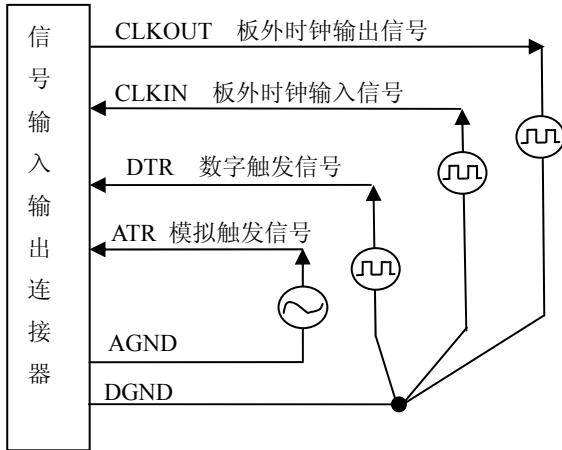 信号输入输出连接器
CLKOUT 板外时钟输出信号
CLKIN 板外时钟输入信号
DTR 数字触发信号
ATR 模拟触发信号
AGND
DGND